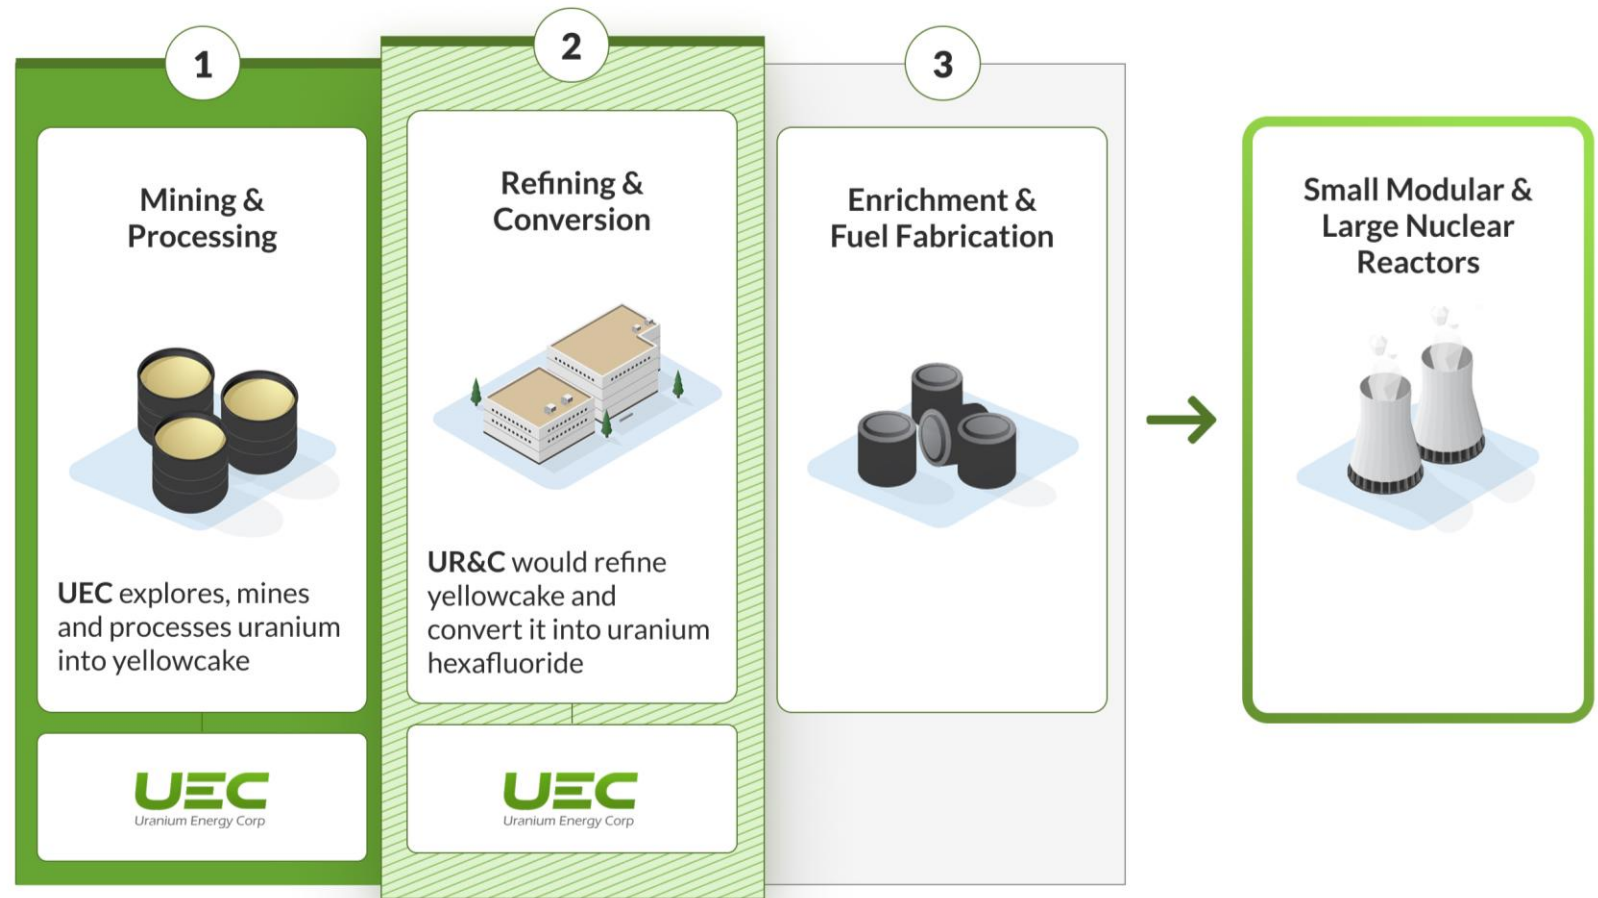 1
Mining &
Processing
UEC explores, mines
and processes uranium
into yellowcake
UEC
Uranium Energy Corp
2
Refining &
Conversion
UR&C would refine
yellowcake and
convert it into uranium
hexafluoride
UEC
Uranium Energy Corp
3
Enrichment &
Fuel Fabrication
Small Modular &
Large Nuclear
Reactors